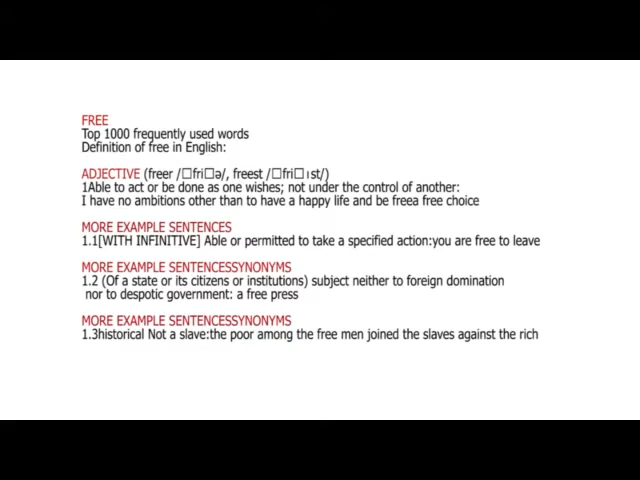 FREE
Top 1000 frequently used words
Definition of free in English:
ADJECTIVE (freer /□fri□ə/, freest /□fri□ıst/)
1Able to act or be done as one wishes; not under the control of another:
I have no ambitions other than to have a happy life and be freea free choice
MORE EXAMPLE SENTENCES
1.1[WITH INFINITIVE] Able or permitted to take a specified action:you are free to leave
MORE EXAMPLE SENTENCESSYNONYMS
1.2 (Of a state or its citizens or institutions) subject neither to foreign domination
nor to despotic government: a free press
MORE EXAMPLE SENTENCESSYNONYMS
1.3historical Not a slave:the poor among the free men joined the slaves against the rich